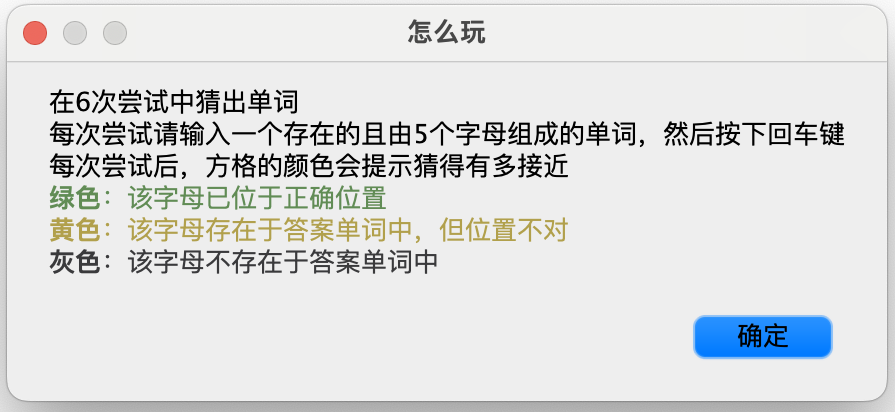 怎么玩
在6次尝试中猜出单词
每次尝试请输入一个存在的且由5个字母组成的单词，然后按下回车键
每次尝试后，方格的颜色会提示猜得有多接近
绿色：该字母已位于正确位置
黄色：该字母存在于答案单词中，但位置不对
灰色：该字母不存在于答案单词中
确定